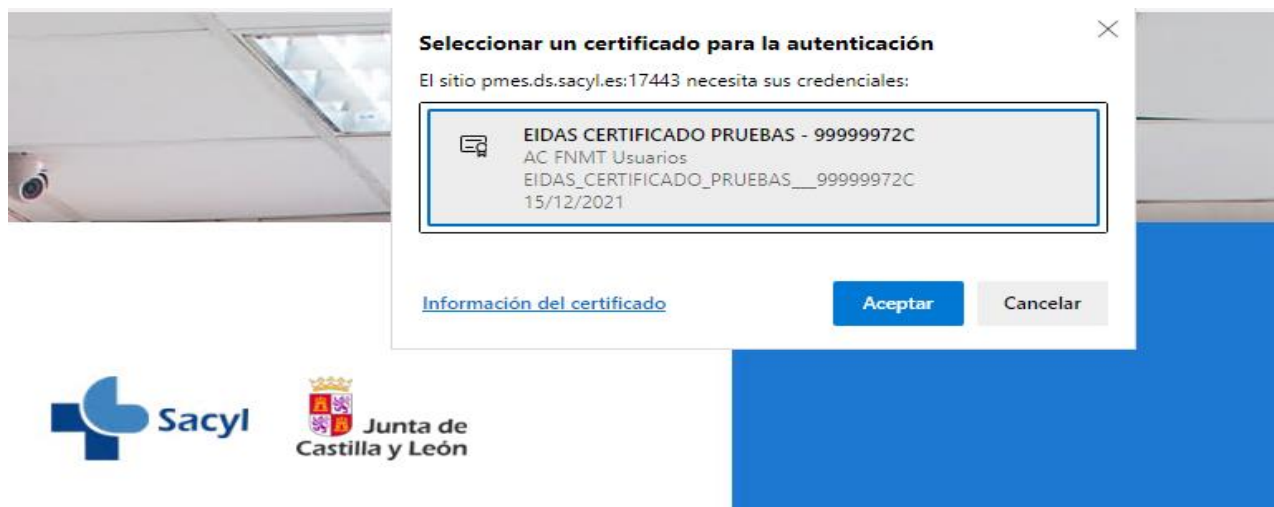 Seleccionar un certificado para la autenticación
El sitio pmes.ds.sacyl.es:17443 necesita sus credenciales:
EIDAS CERTIFICADO PRUEBAS - 99999972C
AC FNMT Usuarios
EIDAS_CERTIFICADO_PRUEBAS___99999972C
15/12/2021
Información del certificado
Aceptar
Cancelar
Sacyl
Junta de
Castilla y León